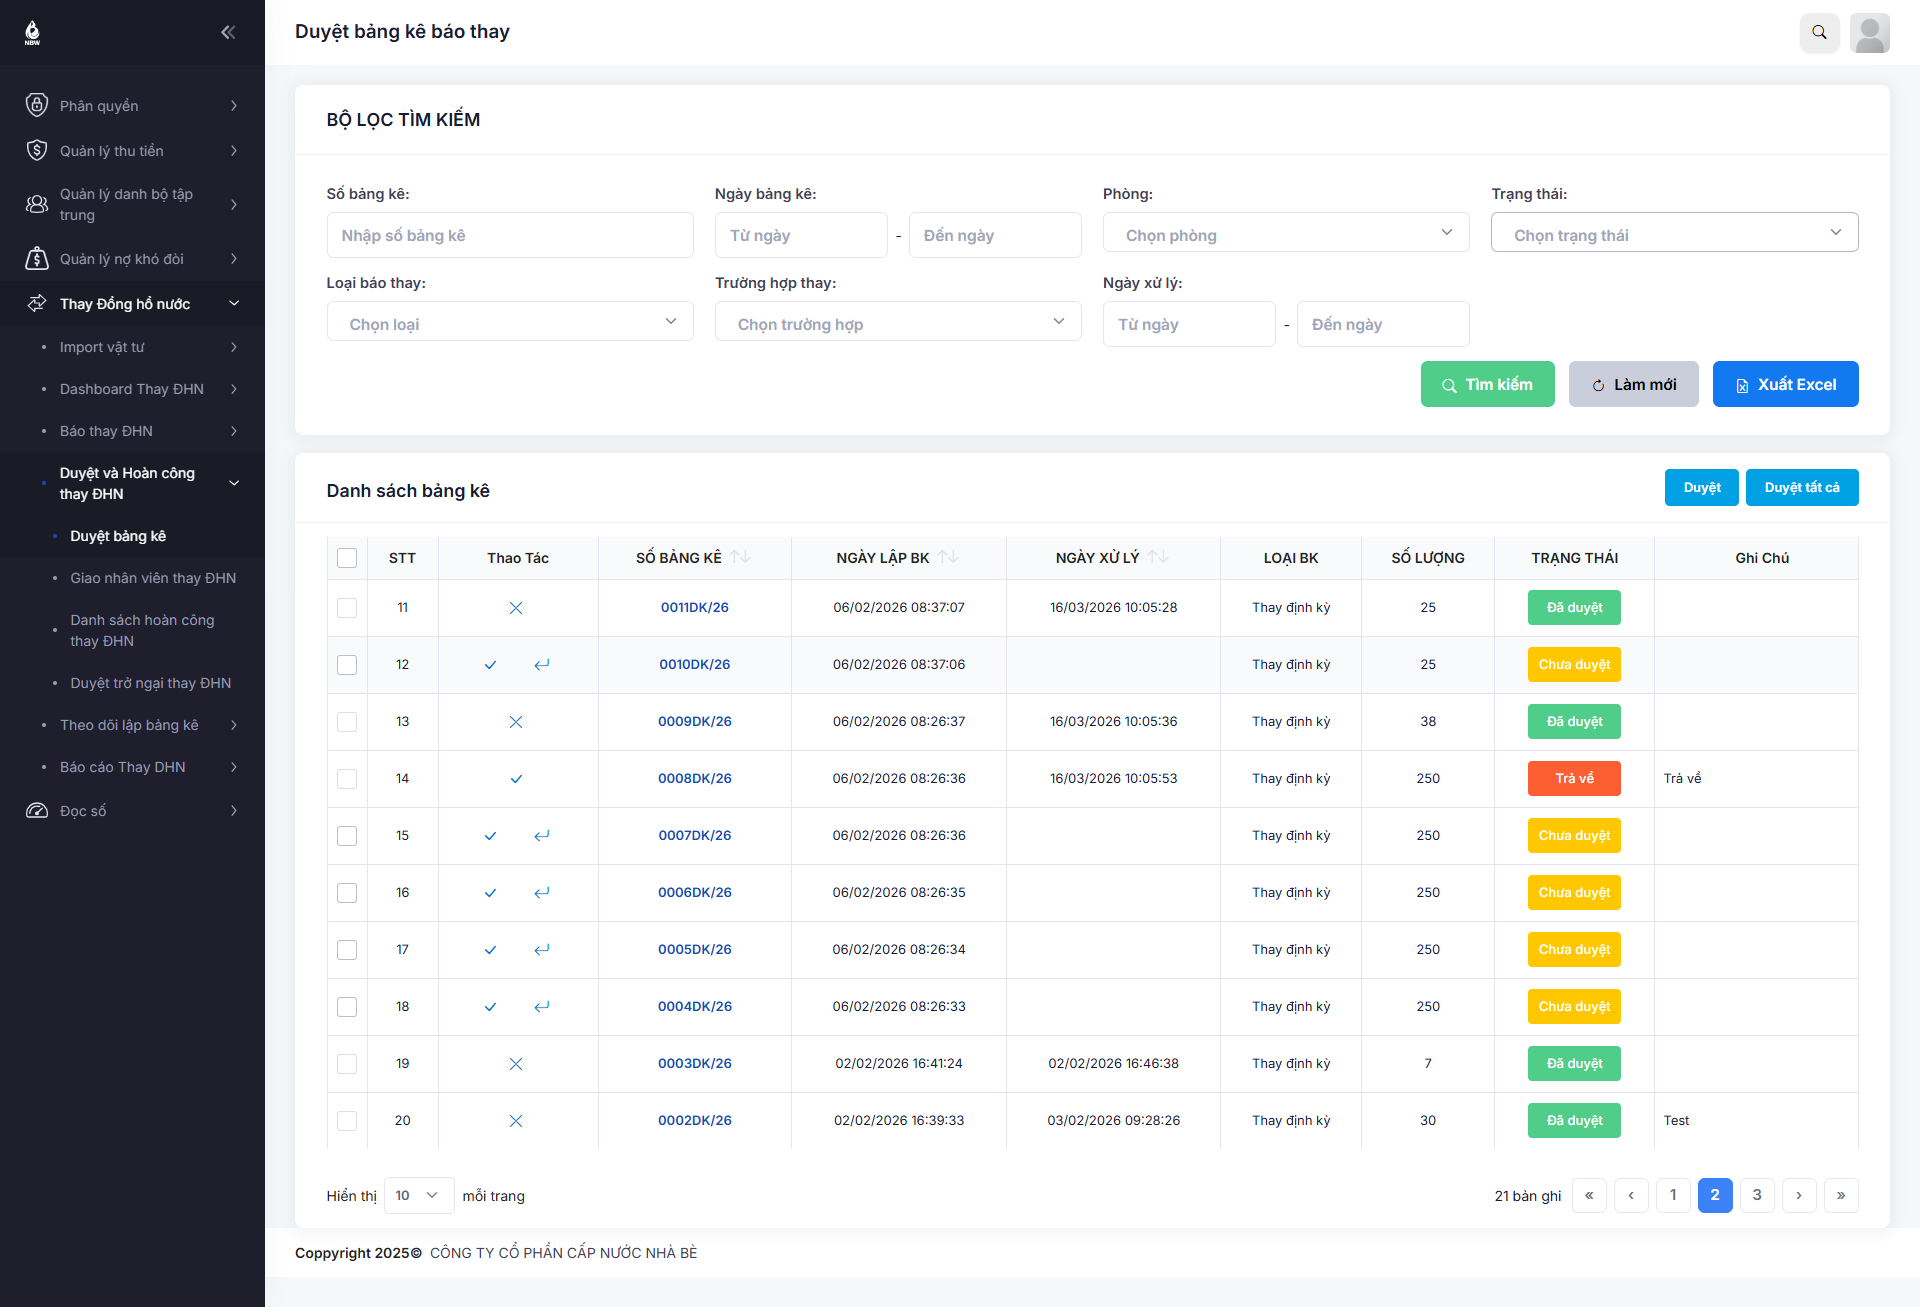 NBW
Phân quyền
Quản lý thu tiền
Quản lý danh bộ tập
trung
Quản lý nợ khó đòi
Thay Đồng hồ nước
Import vật tư
Dashboard Thay ĐHN
Báo thay ĐHN
Duyệt và Hoàn công
thay ĐHN
Duyệt bảng kê
Giao nhân viên thay ĐHN
Danh sách hoàn công
thay ĐHN
Duyệt trở ngại thay ĐHN
Theo dõi lập bảng kê
Báo cáo Thay DHN
Đọc số
Duyệt bảng kê báo thay
BỘ LỌC TÌM KIẾM
Số bảng kê: Ngày bảng kê: Phòng: Trạng thái:
Nhập số bảng kê Từ ngày - Đến ngày Chọn phòng Chọn trạng thái
Loại báo thay: Trường hợp thay: Ngày xử lý:
Chọn loại Chọn trường hợp Từ ngày - Đến ngày
Tìm kiếm Làm mới Xuất Excel
Danh sách bảng kê Duyệt Duyệt tất cả
STT Thao Tác SỐ BẢNG KÊ NGÀY LẬP BK NGÀY XỬ LÝ LOẠI BK SỐ LƯỢNG TRẠNG THÁI Ghi Chú
11 0011DK/26 06/02/2026 08:37:07 16/03/2026 10:05:28 Thay định kỳ 25 Đã duyệt
12 0010DK/26 06/02/2026 08:37:06 Thay định kỳ 25 Chưa duyệt
13 0009DK/26 06/02/2026 08:26:37 16/03/2026 10:05:36 Thay định kỳ 38 Đã duyệt
14 0008DK/26 06/02/2026 08:26:36 16/03/2026 10:05:53 Thay định kỳ 250 Trả về Trả về
15 0007DK/26 06/02/2026 08:26:36 Thay định kỳ 250 Chưa duyệt
16 0006DK/26 06/02/2026 08:26:35 Thay định kỳ 250 Chưa duyệt
17 0005DK/26 06/02/2026 08:26:34 Thay định kỳ 250 Chưa duyệt
18 0004DK/26 06/02/2026 08:26:33 Thay định kỳ 250 Chưa duyệt
19 0003DK/26 02/02/2026 16:41:24 02/02/2026 16:46:38 Thay định kỳ 7 Đã duyệt
20 0002DK/26 02/02/2026 16:39:33 03/02/2026 09:28:26 Thay định kỳ 30 Đã duyệt Test
Hiển thị 10 mỗi trang 21 bản ghi « ‹ 1 2 3 › »
Coppyright 2025© CÔNG TY CỔ PHẦN CẤP NƯỚC NHÀ BÈ